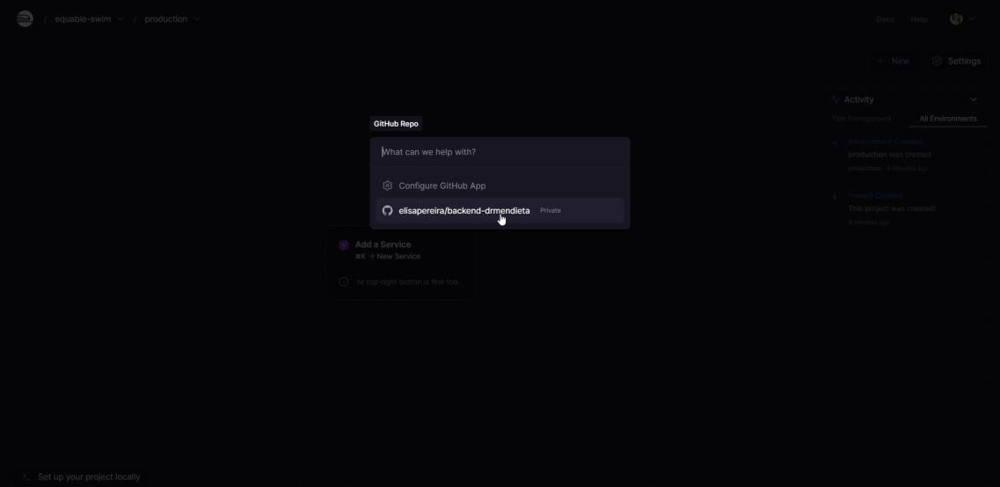 / equable-swim / production
Docs Help
New Settings
Activity
This Environment All Environments
Environment Created
production was created
production · 6 minutes ago
Project Created
This project was created!
6 minutes ago
GitHub Repo
What can we help with?
Configure GitHub App
elisapereira/backend-drmendieta Private
Add a Service
⌘K → New Service
or top-right button is fine too.
Set up your project locally